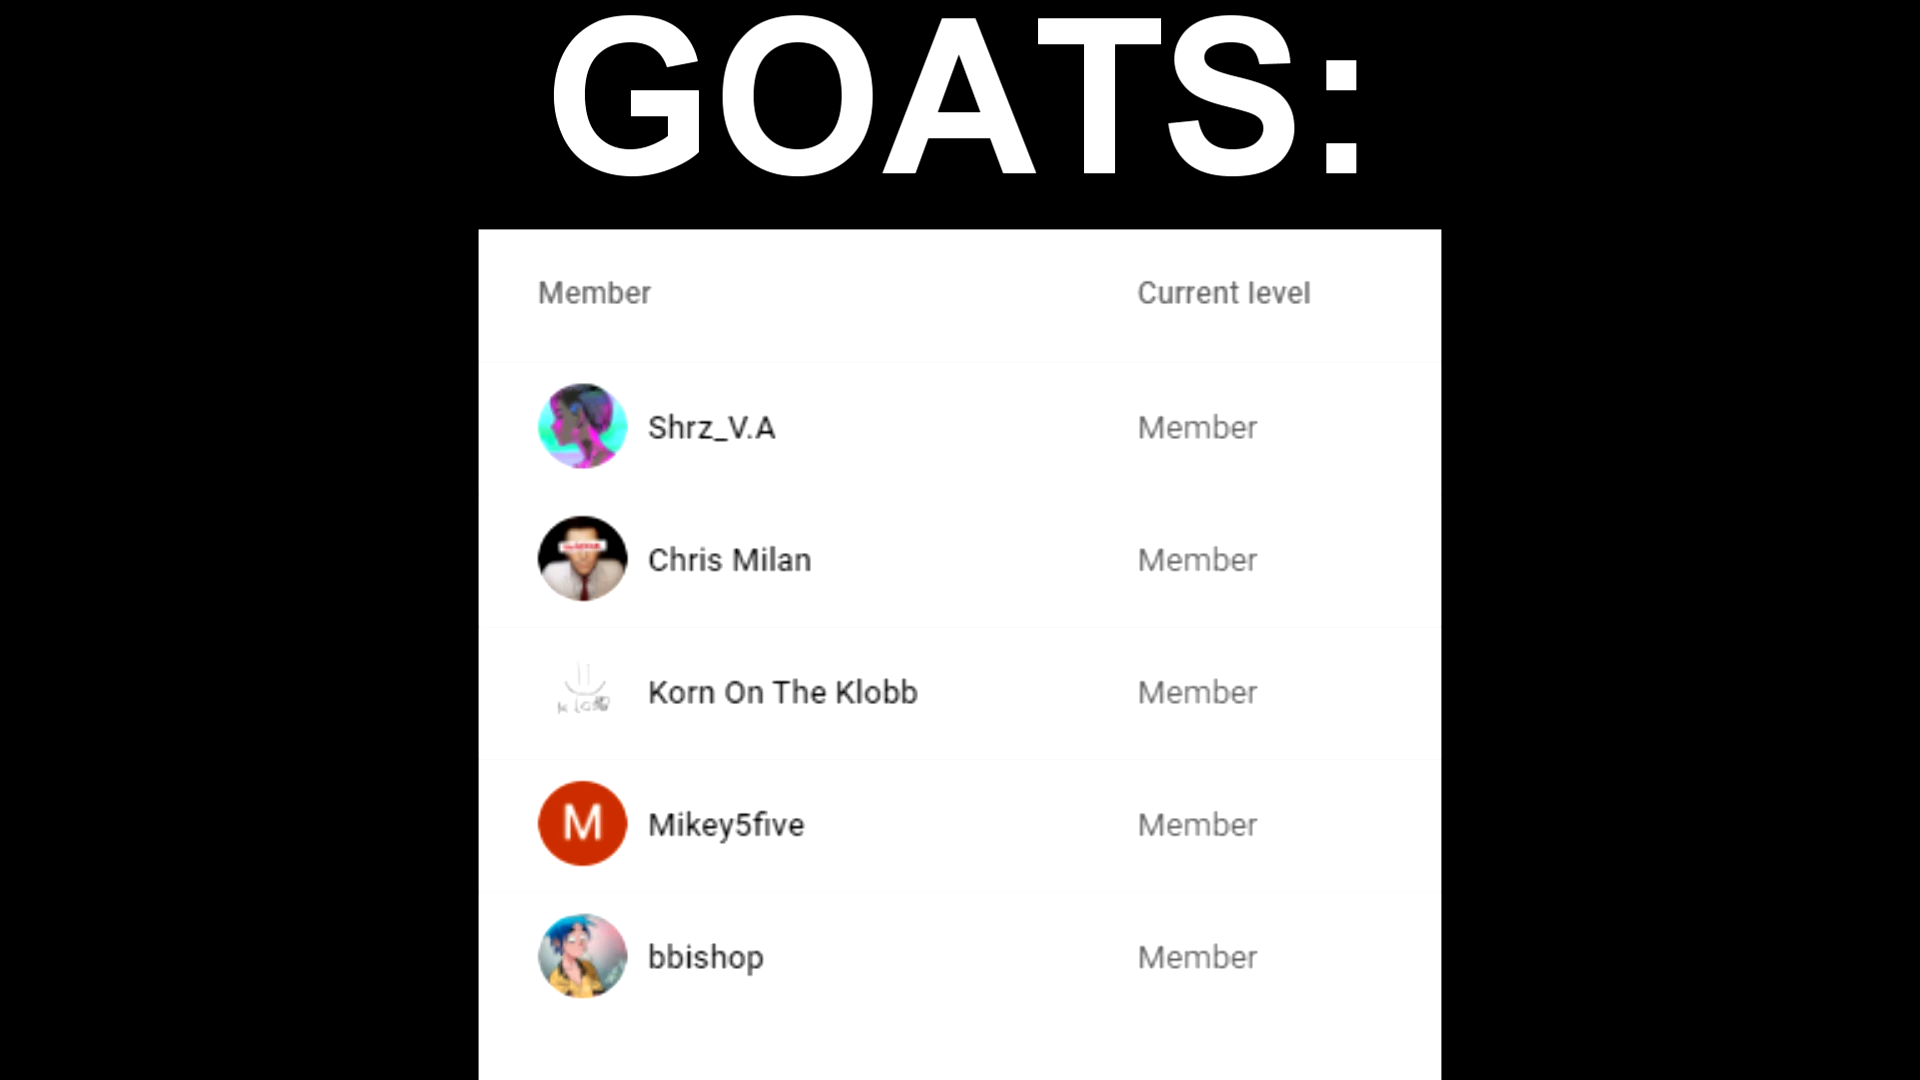 GOATS:
Member Current level
Shrz_V.A Member
Chris Milan Member
Korn On The Klobb Member
M Mikey5five Member
bbishop Member